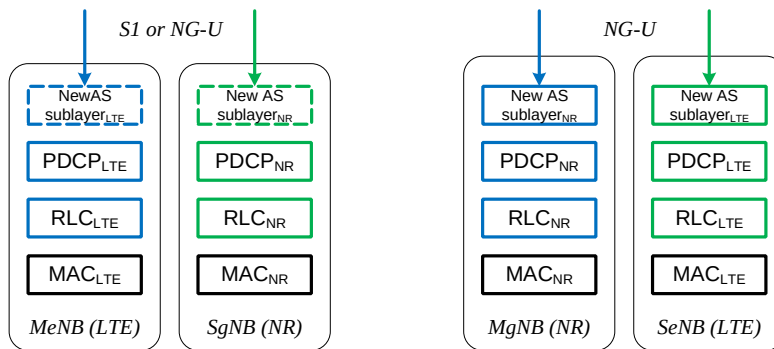 S1 or NG-U
NG-U
NewAS
sublayerLTE
New AS
sublayerNR
New AS
sublayerNR
New AS
sublayerLTE
PDCPLTE
PDCPNR
PDCPNR
PDCPLTE
RLCLTE
RLCNR
RLCNR
RLCLTE
MACLTE
MACNR
MACNR
MACLTE
MeNB (LTE)
SgNB (NR)
MgNB (NR)
SeNB (LTE)